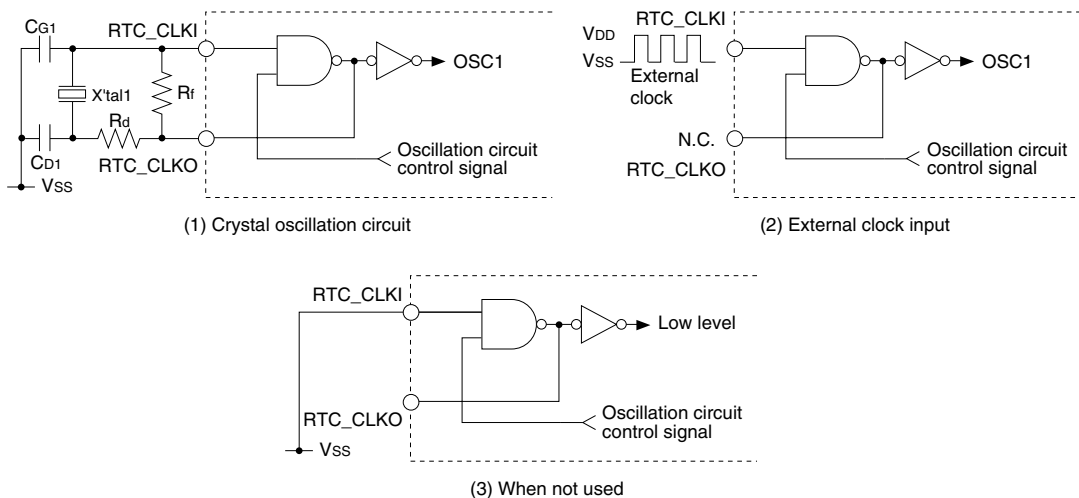 CG1
RTC_CLKI
X'tal1
Rf
Rd
CD1
RTC_CLKO
VSS
OSC1
Oscillation circuit
control signal
(1) Crystal oscillation circuit
RTC_CLKI
VDD
VSS
External
clock
N.C.
RTC_CLKO
OSC1
Oscillation circuit
control signal
(2) External clock input
RTC_CLKI
Low level
RTC_CLKO
Oscillation circuit
control signal
VSS
(3) When not used